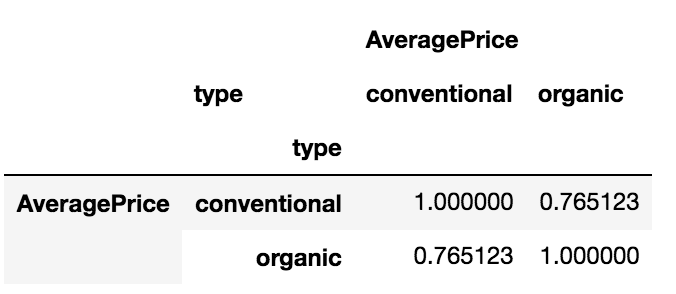 AveragePrice
type conventional organic
type
AveragePrice conventional 1.000000 0.765123
organic 0.765123 1.000000